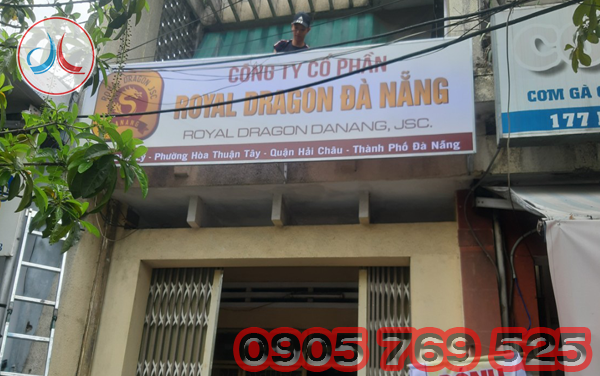 CÔNG TY CỔ PHẦN
ROYAL DRAGON ĐÀ NẴNG
ROYAL DRAGON DANANG, JSC.
- Phường Hòa Thuận Tây - Quận Hải Châu - Thành Phố Đà Nẵng
CƠM GÀ
177
0905 769 525